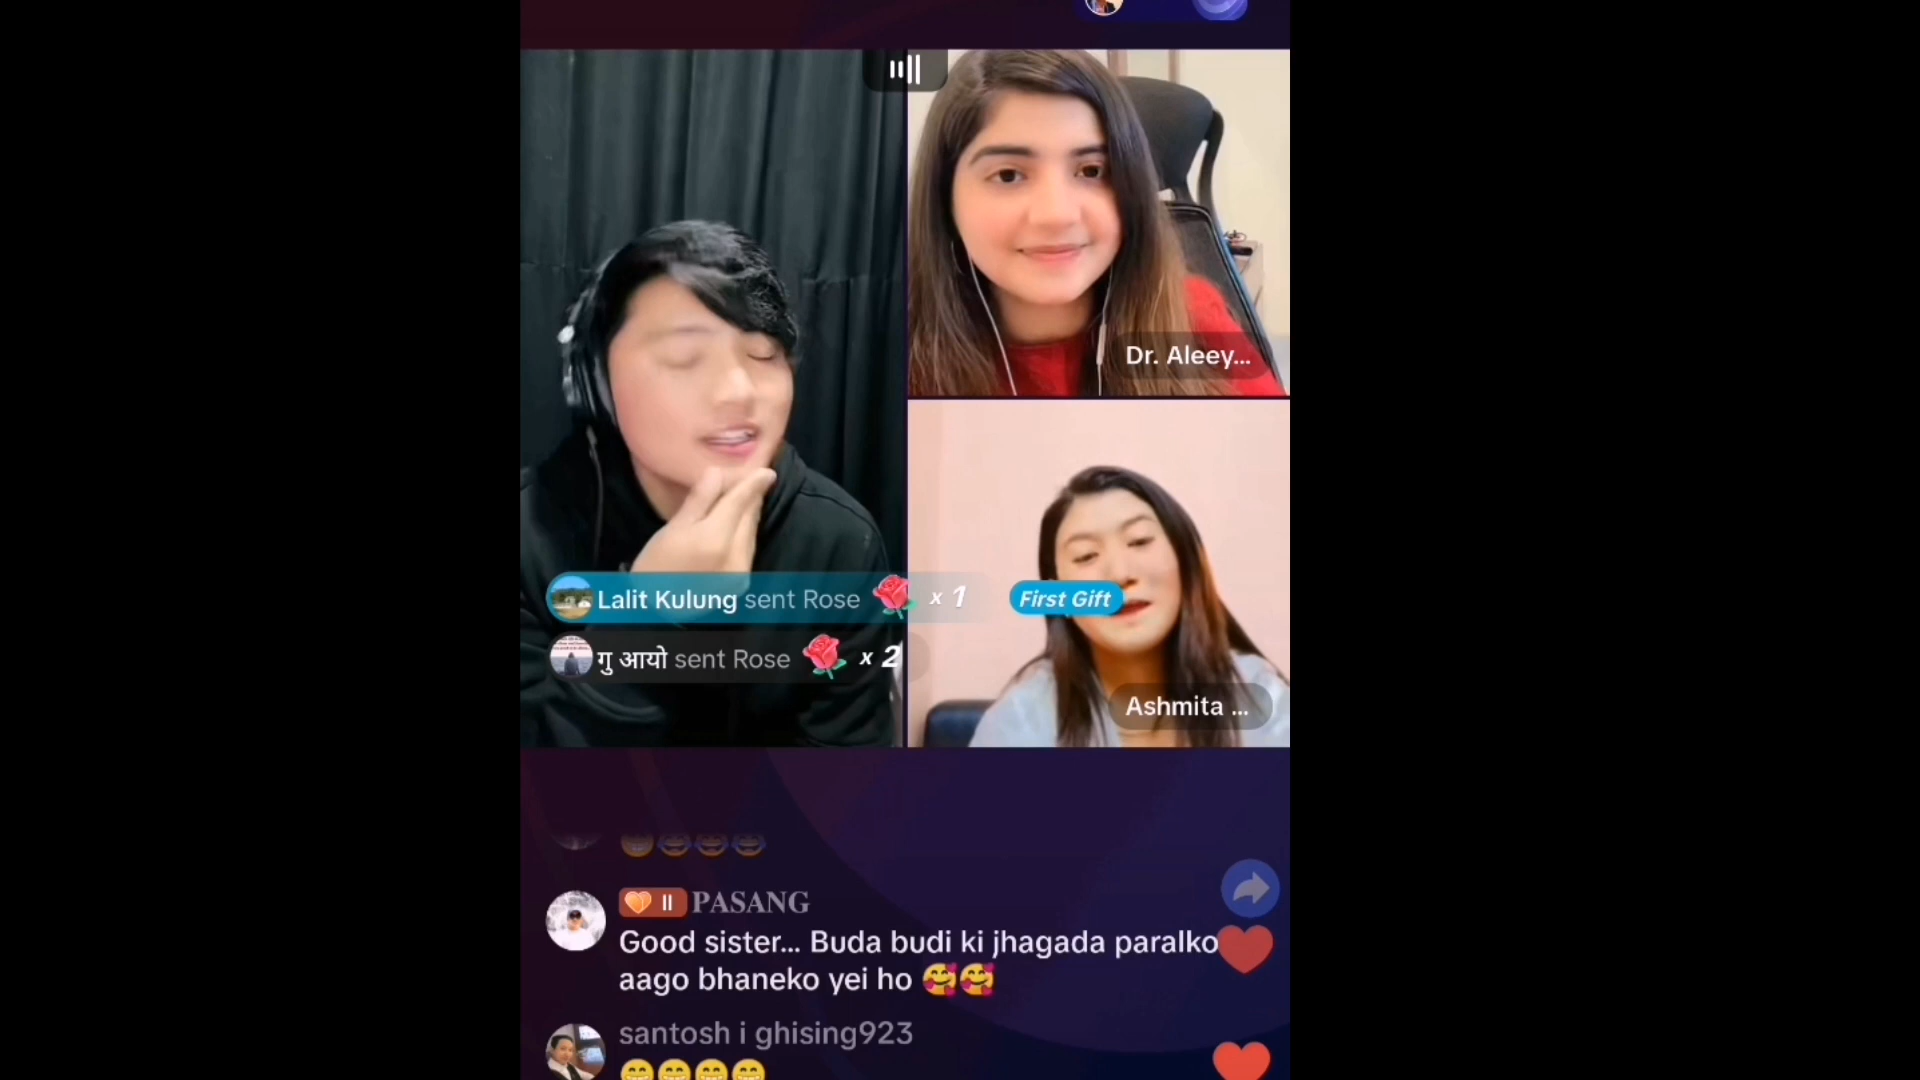 Dr. Aleey...
Lalit Kulung sent Rose x 1
First Gift
गु आयो sent Rose x 2
Ashmita ...
II PASANG
Good sister... Buda budi ki jhagada paralko
aago bhaneko yei ho
santosh i ghising923